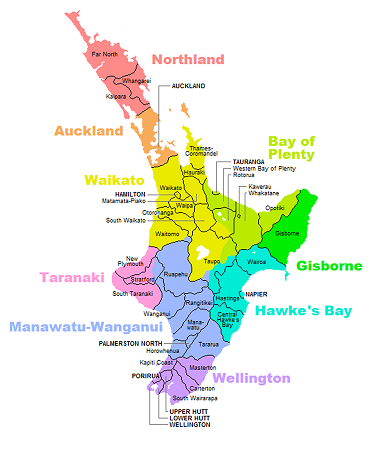 Northland
Far North
Whangarei
Kaipara
AUCKLAND
Auckland
Thames-
Coromandel
Bay of
Plenty
Hauraki
TAURANGA
Western Bay of Plenty
Rotorua
Waikato
Waikato
Kawerau
Whakatane
HAMILTON
Matamata-Piako
Waipa
Opotiki
Otorohanga
South Waikato
Waitomo
Gisborne
New
Plymouth
Taupo
Wairoa
Gisborne
Taranaki
Stratford
Ruapehu
South Taranaki
Hastings
NAPIER
Rangitikei
Wanganui
Central
Hawke's
Bay
Hawke's Bay
Manawatu-Wanganui
Mana-
watu
PALMERSTON NORTH
Tararua
Horowhenua
Kapiti Coast
Masterton
PORIRUA
Wellington
Carterton
South Wairarapa
UPPER HUTT
LOWER HUTT
WELLINGTON